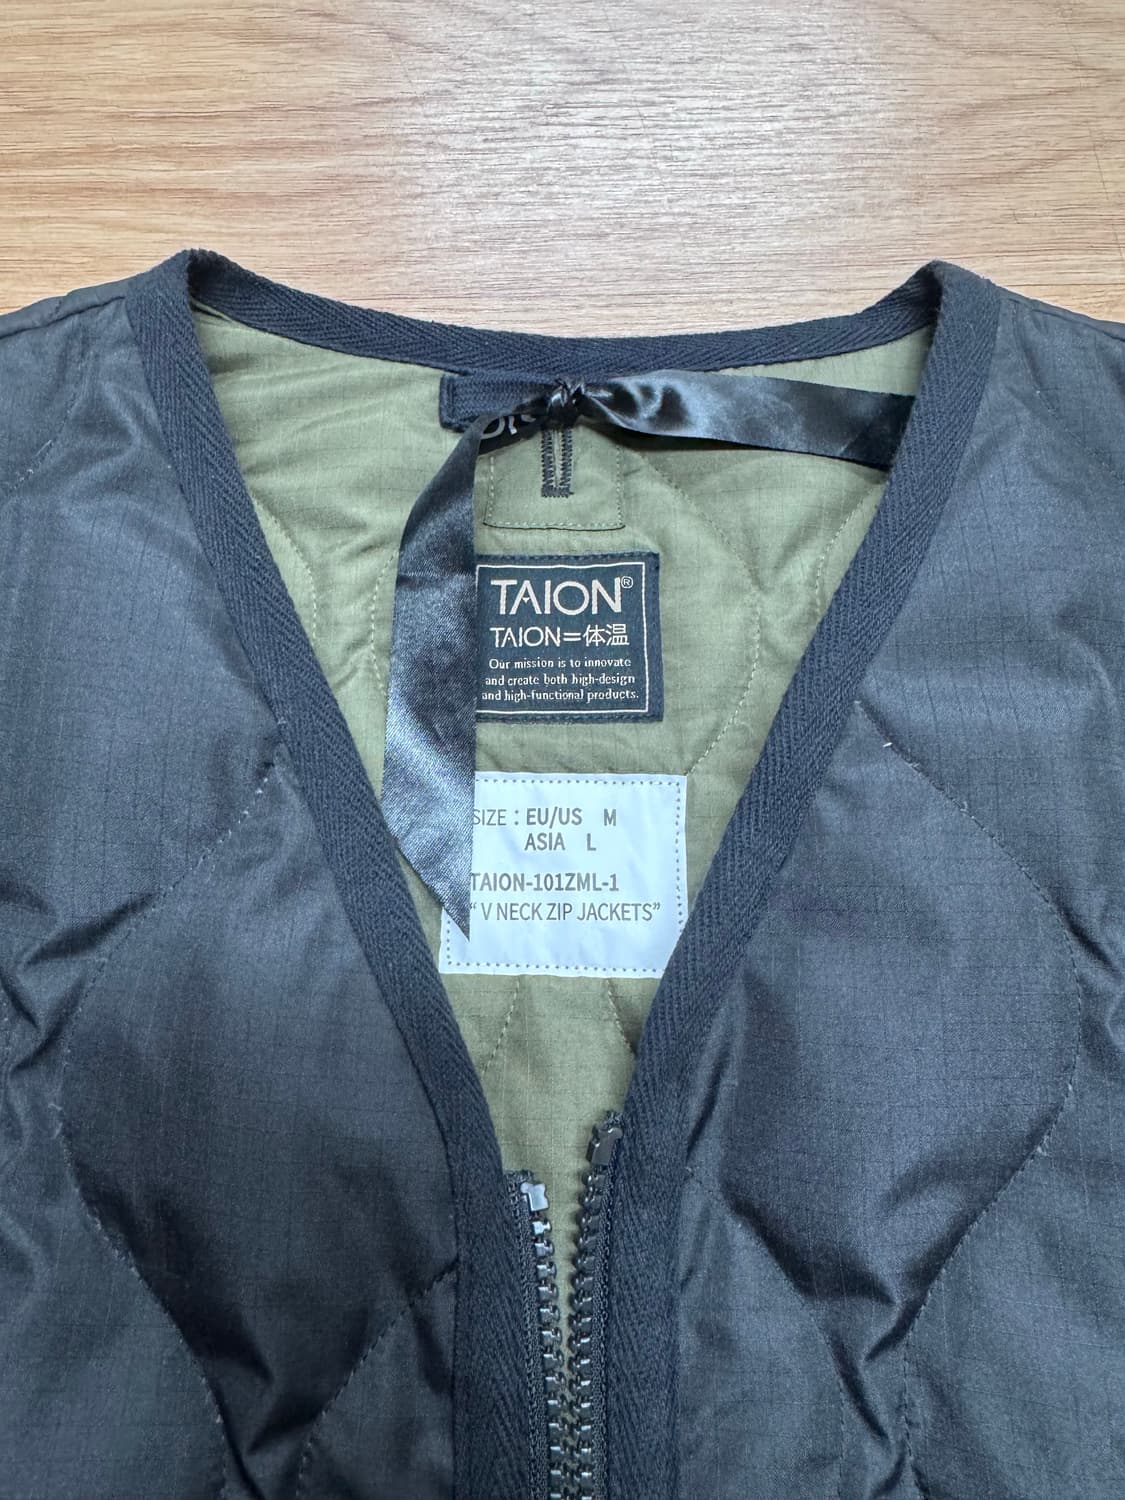 TAION®
TAION=体温
Our mission is to innovate
and create both high-design
and high-functional products.
SIZE : EU/US M
ASIA L
TAION-101ZML-1
“ V NECK ZIP JACKETS”